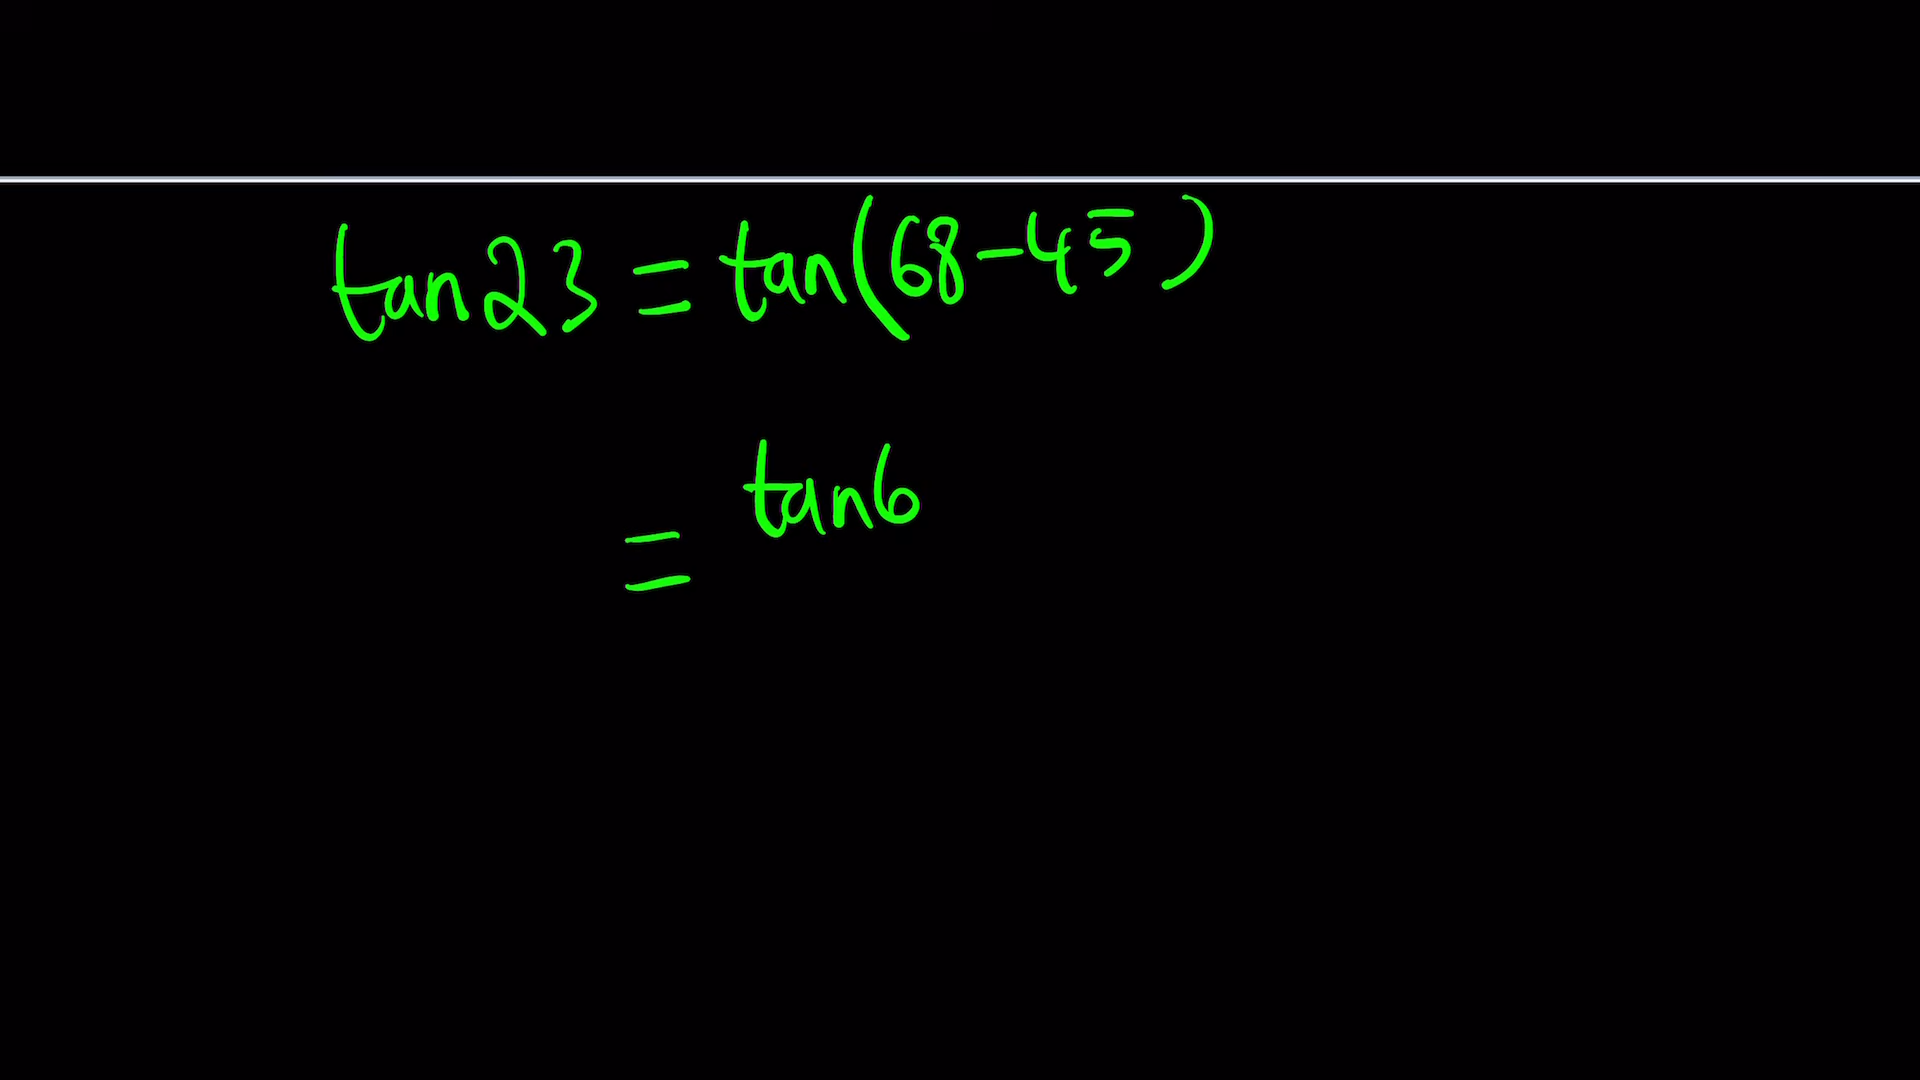 tan23 = tan(68-45)
= tan6